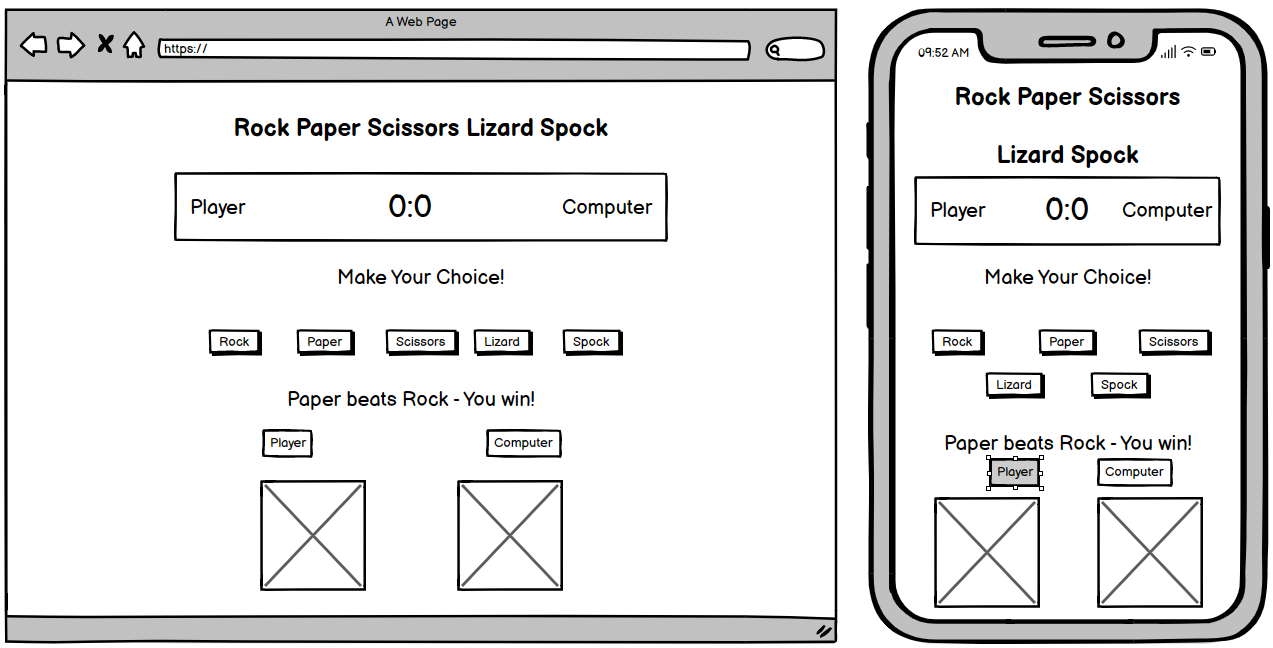 A Web Page
https://
Rock Paper Scissors Lizard Spock
Player 0:0 Computer
Make Your Choice!
Rock Paper Scissors Lizard Spock
Paper beats Rock - You win!
Player Computer
09:52 AM
Rock Paper Scissors
Lizard Spock
Player 0:0 Computer
Make Your Choice!
Rock Paper Scissors
Lizard Spock
Paper beats Rock - You win!
Player Computer